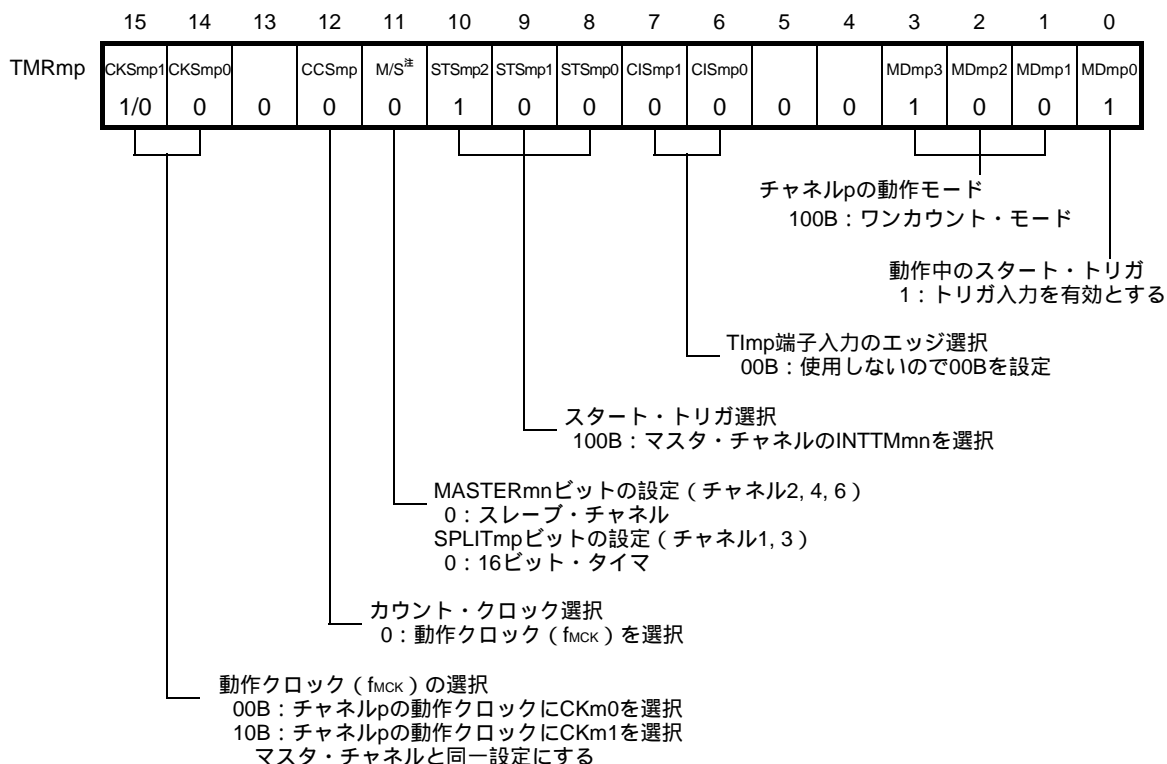 15 14 13 12 11 10 9 8 7 6 5 4 3 2 1 0
TMRmp CKSmp1 CKSmp0 CCSmp M/S注 STSmp2 STSmp1 STSmp0 CISmp1 CISmp0 MDmp3 MDmp2 MDmp1 MDmp0
1/0 0 0 0 0 1 0 0 0 0 0 0 1 0 0 1
チャネルpの動作モード
100B：ワンカウント・モード
動作中のスタート・トリガ
1：トリガ入力を有効とする
TImp端子入力のエッジ選択
00B：使用しないので00Bを設定
スタート・トリガ選択
100B：マスタ・チャネルのINTTMmnを選択
MASTERmnビットの設定（チャネル2, 4, 6）
0：スレーブ・チャネル
SPLITmpビットの設定（チャネル1, 3）
0：16ビット・タイマ
カウント・クロック選択
0：動作クロック（fMCK）を選択
動作クロック（fMCK）の選択
00B：チャネルpの動作クロックにCKm0を選択
10B：チャネルpの動作クロックにCKm1を選択
マスタ・チャネルと同一設定にする